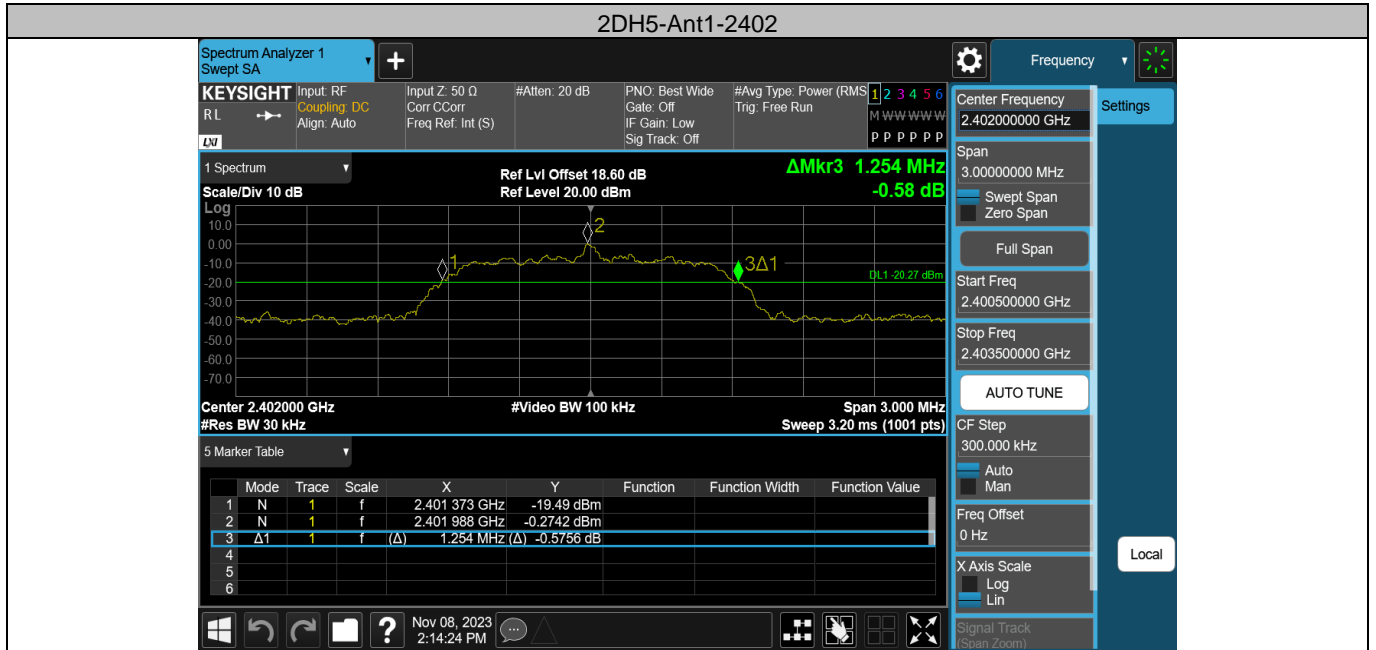 2DH5-Ant1-2402
Spectrum Analyzer 1
Swept SA
+
Frequency
KEYSIGHT
RL
LXI
Input: RF
Coupling: DC
Align: Auto
Input Z: 50 Ω
Corr CCorr
Freq Ref: Int (S)
#Atten: 20 dB
PNO: Best Wide
Gate: Off
IF Gain: Low
Sig Track: Off
#Avg Type: Power (RMS
Trig: Free Run
1 2 3 4 5 6
M W W W W W
P P P P P P
1 Spectrum
Scale/Div 10 dB
Ref Lvl Offset 18.60 dB
Ref Level 20.00 dBm
ΔMkr3 1.254 MHz
-0.58 dB
Log
10.0
0.00
-10.0
-20.0
-30.0
-40.0
-50.0
-60.0
-70.0
1
2
3Δ1
DL1 -20.27 dBm
Center 2.402000 GHz
#Video BW 100 kHz
Span 3.000 MHz
#Res BW 30 kHz
Sweep 3.20 ms (1001 pts)
5 Marker Table
Mode Trace Scale X Y Function Function Width Function Value
1 N 1 f 2.401 373 GHz -19.49 dBm
2 N 1 f 2.401 988 GHz -0.2742 dBm
3 Δ1 1 f (Δ) 1.254 MHz (Δ) -0.5756 dB
4
5
6
?
Nov 08, 2023
2:14:24 PM
Center Frequency
2.402000000 GHz
Settings
Span
3.00000000 MHz
Swept Span
Zero Span
Full Span
Start Freq
2.400500000 GHz
Stop Freq
2.403500000 GHz
AUTO TUNE
CF Step
300.000 kHz
Auto
Man
Freq Offset
0 Hz
X Axis Scale
Log
Lin
Local
Signal Track
(Span Zoom)